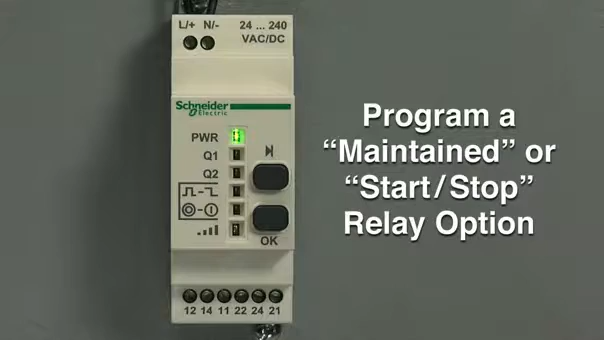 L/+ N/- 24 ... 240
VAC/DC
Schneider
Electric
PWR
Q1
Q2
OK
12 14 11 22 24 21
Program a
“Maintained” or
“Start/Stop”
Relay Option